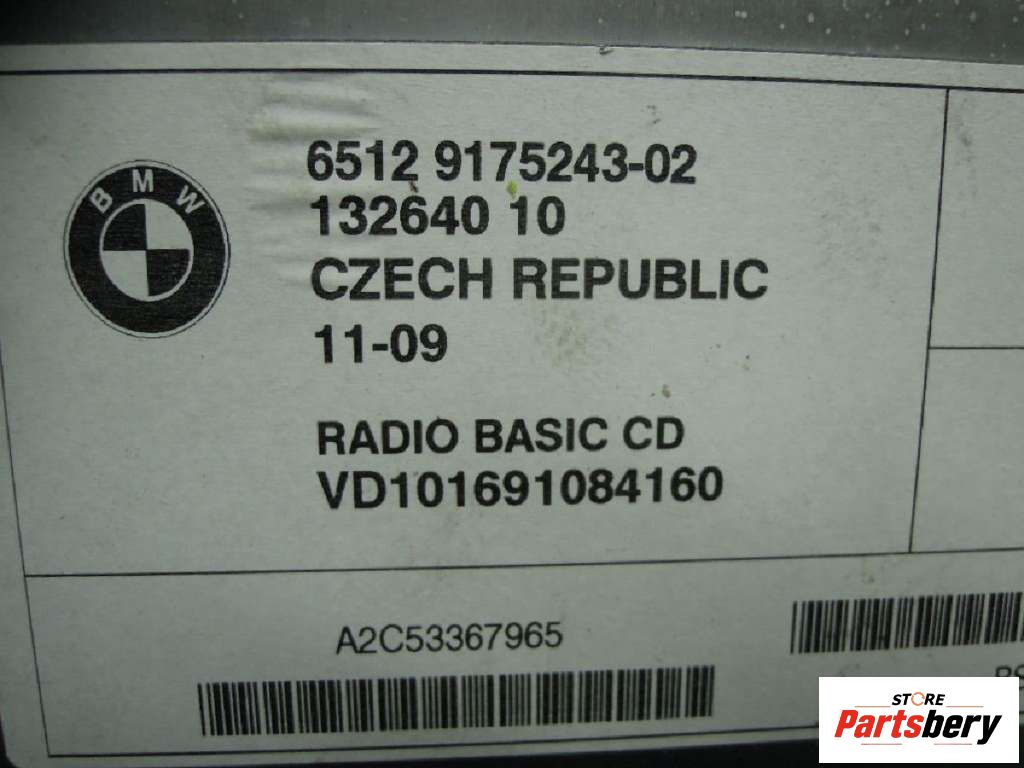 BMW
6512 9175243-02
132640 10
CZECH REPUBLIC
11-09
RADIO BASIC CD
VD101691084160
A2C53367965
STORE
Partsbery